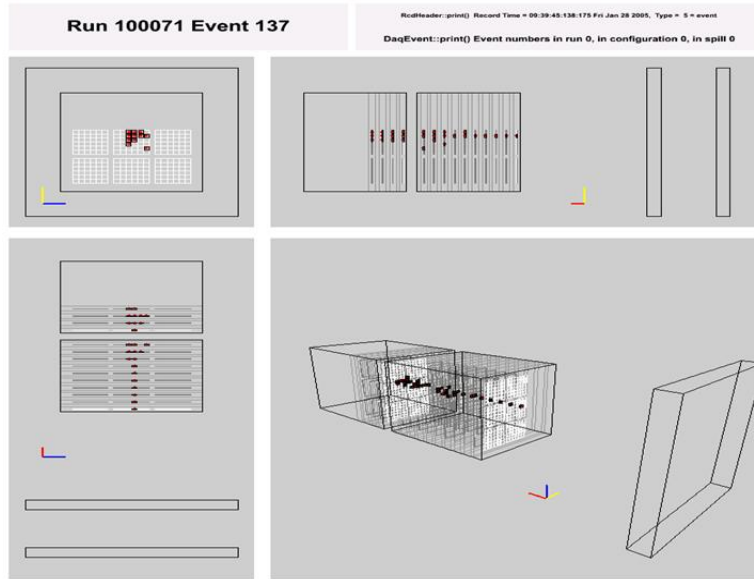 Run 100071 Event 137
RcdHeader::print() Record Time = 09:39:45:138:175 Fri Jan 28 2005, Type = 5 = event
DaqEvent::print() Event numbers in run 0, in configuration 0, in spill 0